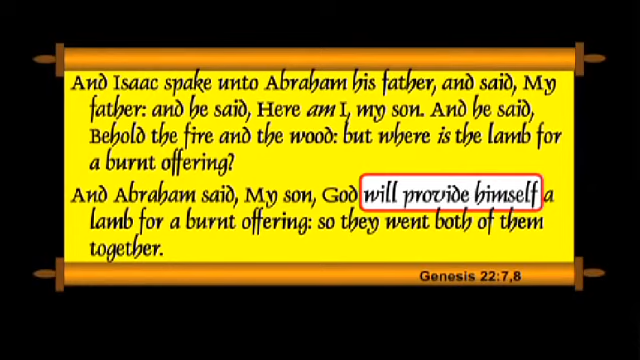 And Isaac spake unto Abraham his father, and said, My
father: and he said, Here am I, my son. And he said,
Behold the fire and the wood: but where is the lamb for
a burnt offering?
And Abraham said, My son, God will provide himself a
lamb for a burnt offering: so they went both of them
together.
Genesis 22:7,8